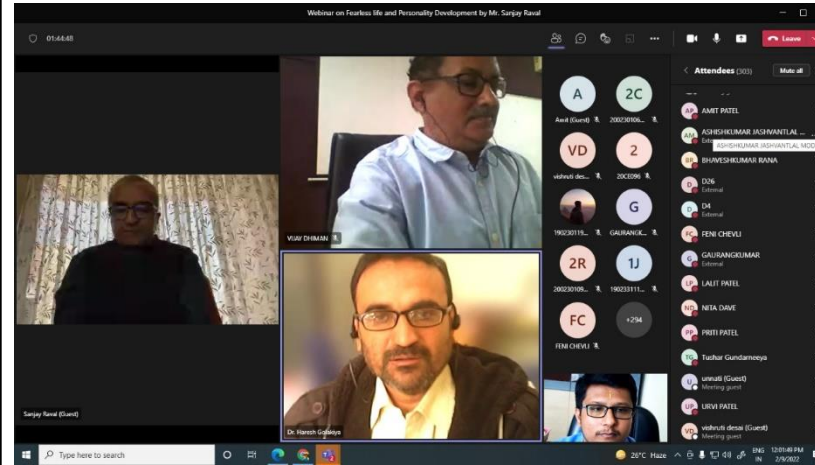 Webinar on Fearless life and Personality Development by Mr. Sanjay Raval
01:44:48
Leave
Attendees (303)
Mute all
A
2C
Amit (Guest)
200230106...
VD
2
vishruti des...
20CED96
G
190230119...
GAURANGK...
2R
1J
200230109...
190233111...
FC
+294
FENI CHEVLI
VIJAY DHIMAN
Sanjay Raval (Guest)
AP AMIT PATEL
AM ASHISHKUMAR JASHVANTLAL ...
ASHISHKUMAR JASHVANTLAL MOD
BR BHAVESHKUMAR RANA
D D26
External
D D4
External
FC FENI CHEVLI
G GAURANGKUMAR
External
LP LALIT PATEL
ND NITA DAVE
PP PRITI PATEL
TG Tushar Gundarneeya
U unnati (Guest)
Meeting guest
UP URVI PATEL
VD vishruti desai (Guest)
Meeting guest
Type here to search
26°C Haze
ENG
IN
12:01:49 PM
2/9/2022